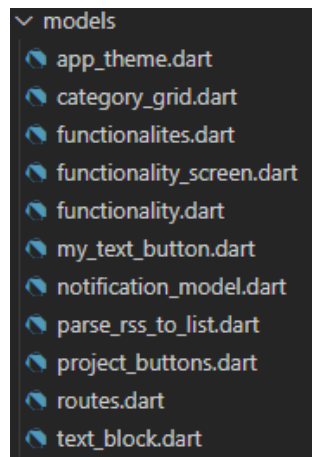 models
app_theme.dart
category_grid.dart
functionalites.dart
functionality_screen.dart
functionality.dart
my_text_button.dart
notification_model.dart
parse_rss_to_list.dart
project_buttons.dart
routes.dart
text_block.dart